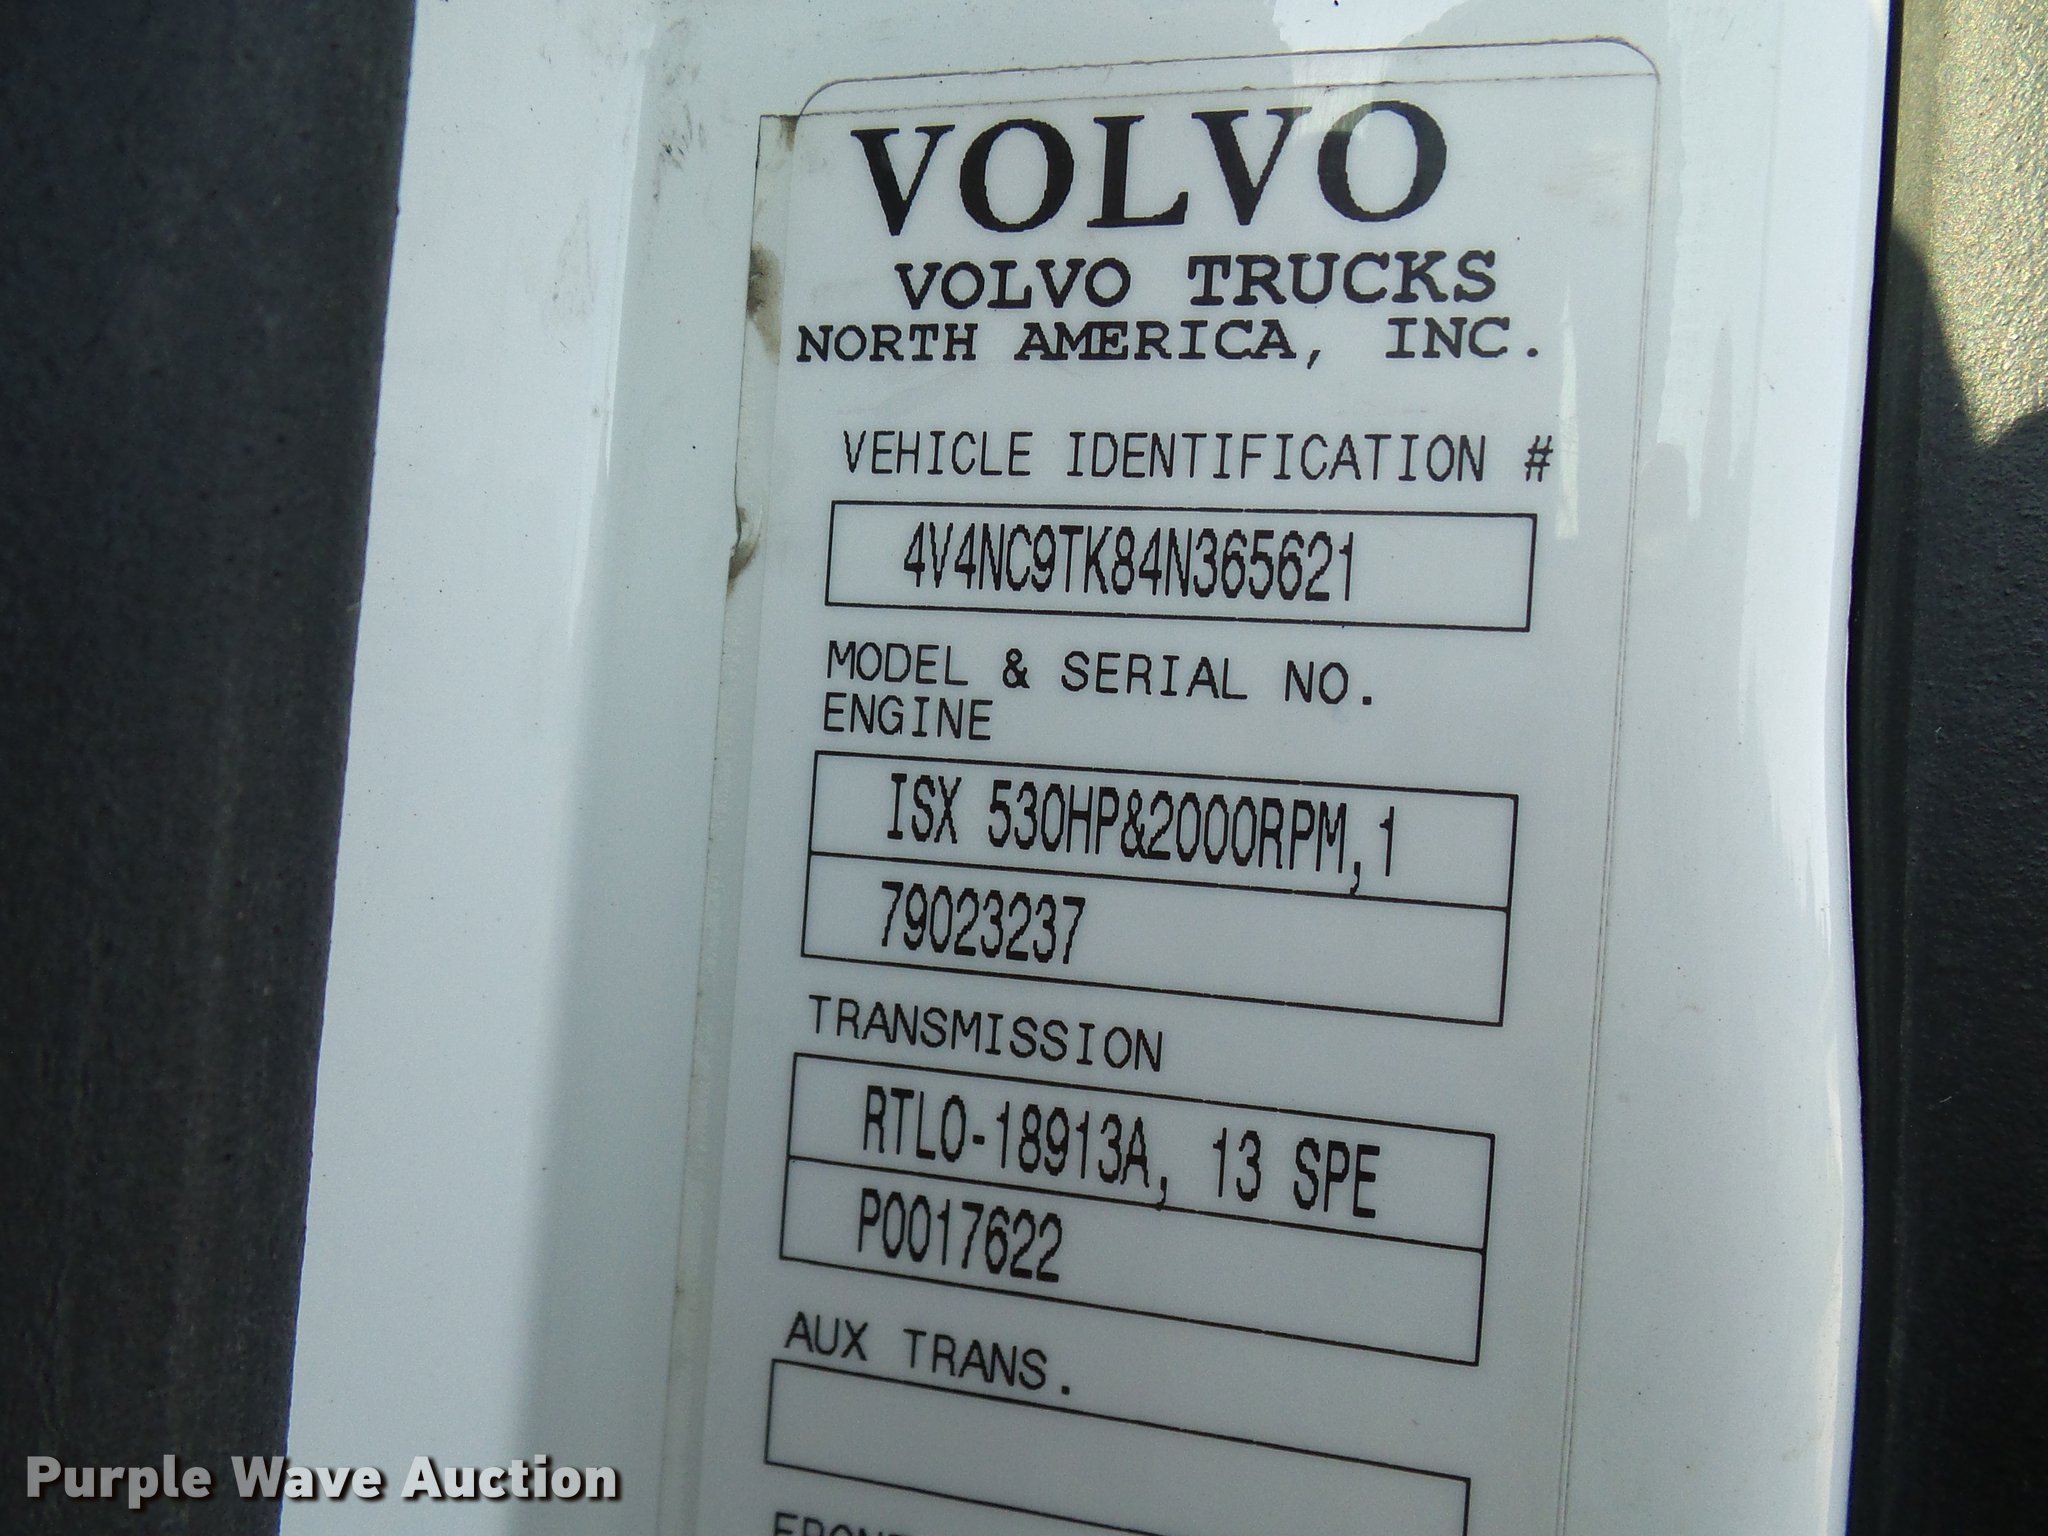 VOLVO
VOLVO TRUCKS
NORTH AMERICA, INC.
VEHICLE IDENTIFICATION #
4V4NC9TK84N365621
MODEL & SERIAL NO.
ENGINE
ISX 530HP&2000RPM,1
79023237
TRANSMISSION
RTLO-18913A, 13 SPE
P0017622
AUX TRANS.
Purple Wave Auction